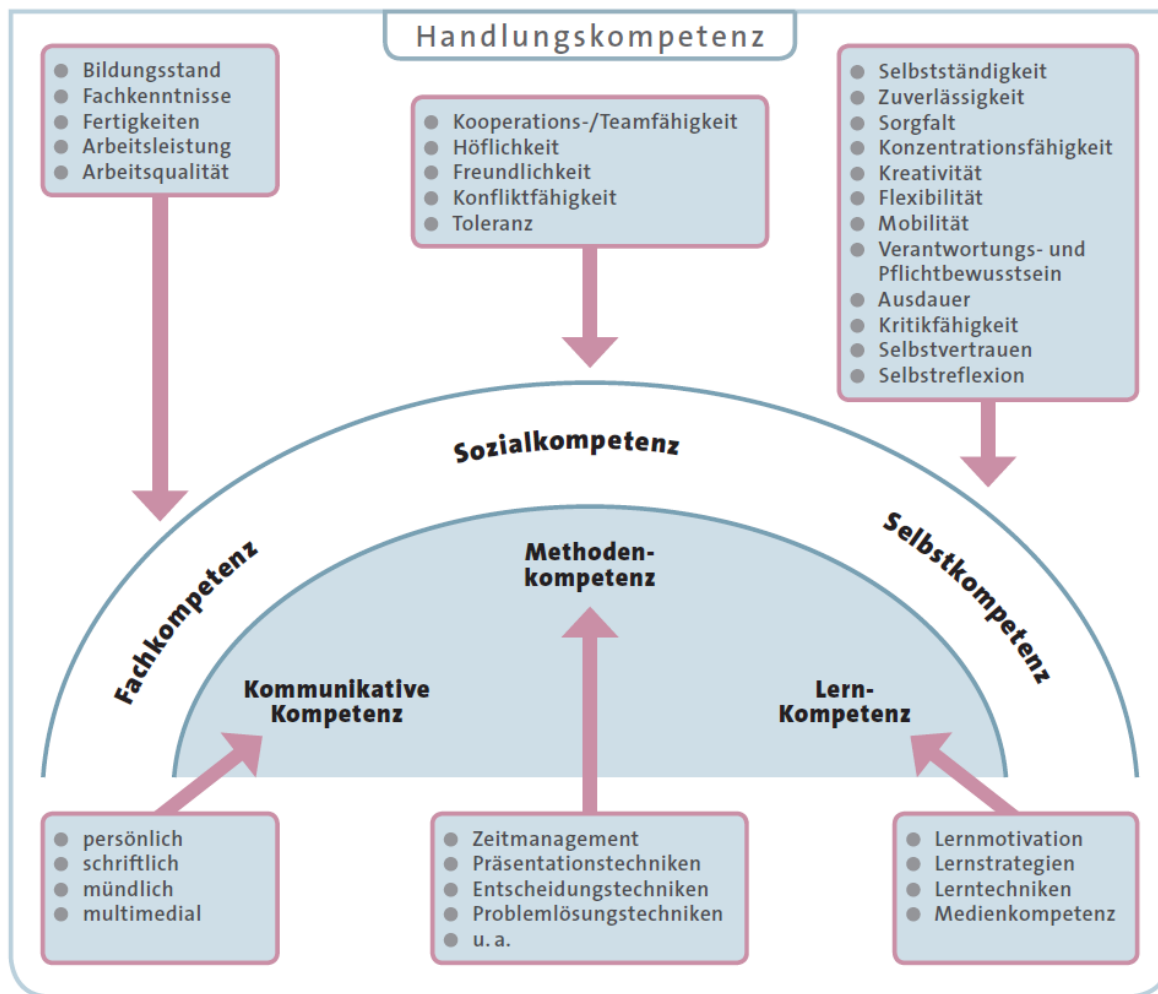 Handlungskompetenz
Bildungsstand
Fachkenntnisse
Fertigkeiten
Arbeitsleistung
Arbeitsqualität
Kooperations-/Teamfähigkeit
Höflichkeit
Freundlichkeit
Konfliktfähigkeit
Toleranz
Selbstständigkeit
Zuverlässigkeit
Sorgfalt
Konzentrationsfähigkeit
Kreativität
Flexibilität
Mobilität
Verantwortungs- und
Pflichtbewusstsein
Ausdauer
Kritikfähigkeit
Selbstvertrauen
Selbstreflexion
Fachkompetenz
Sozialkompetenz
Selbstkompetenz
Kommunikative
Kompetenz
Methoden-
kompetenz
Lern-
Kompetenz
persönlich
schriftlich
mündlich
multimedial
Zeitmanagement
Präsentationstechniken
Entscheidungstechniken
Problemlösungstechniken
u. a.
Lernmotivation
Lernstrategien
Lerntechniken
Medienkompetenz